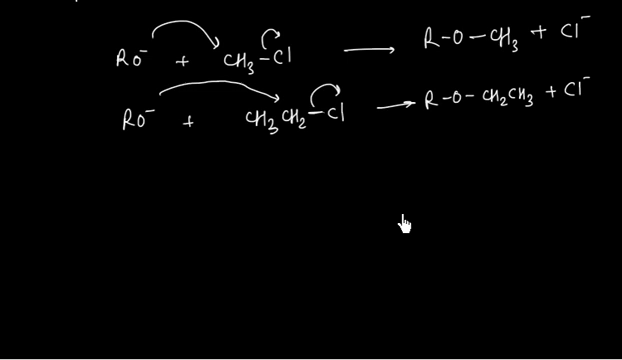 RO⁻ + CH₃–Cl ⟶ R–O–CH₃ + Cl⁻
RO⁻ + CH₃CH₂–Cl ⟶ R–O–CH₂CH₃ + Cl⁻